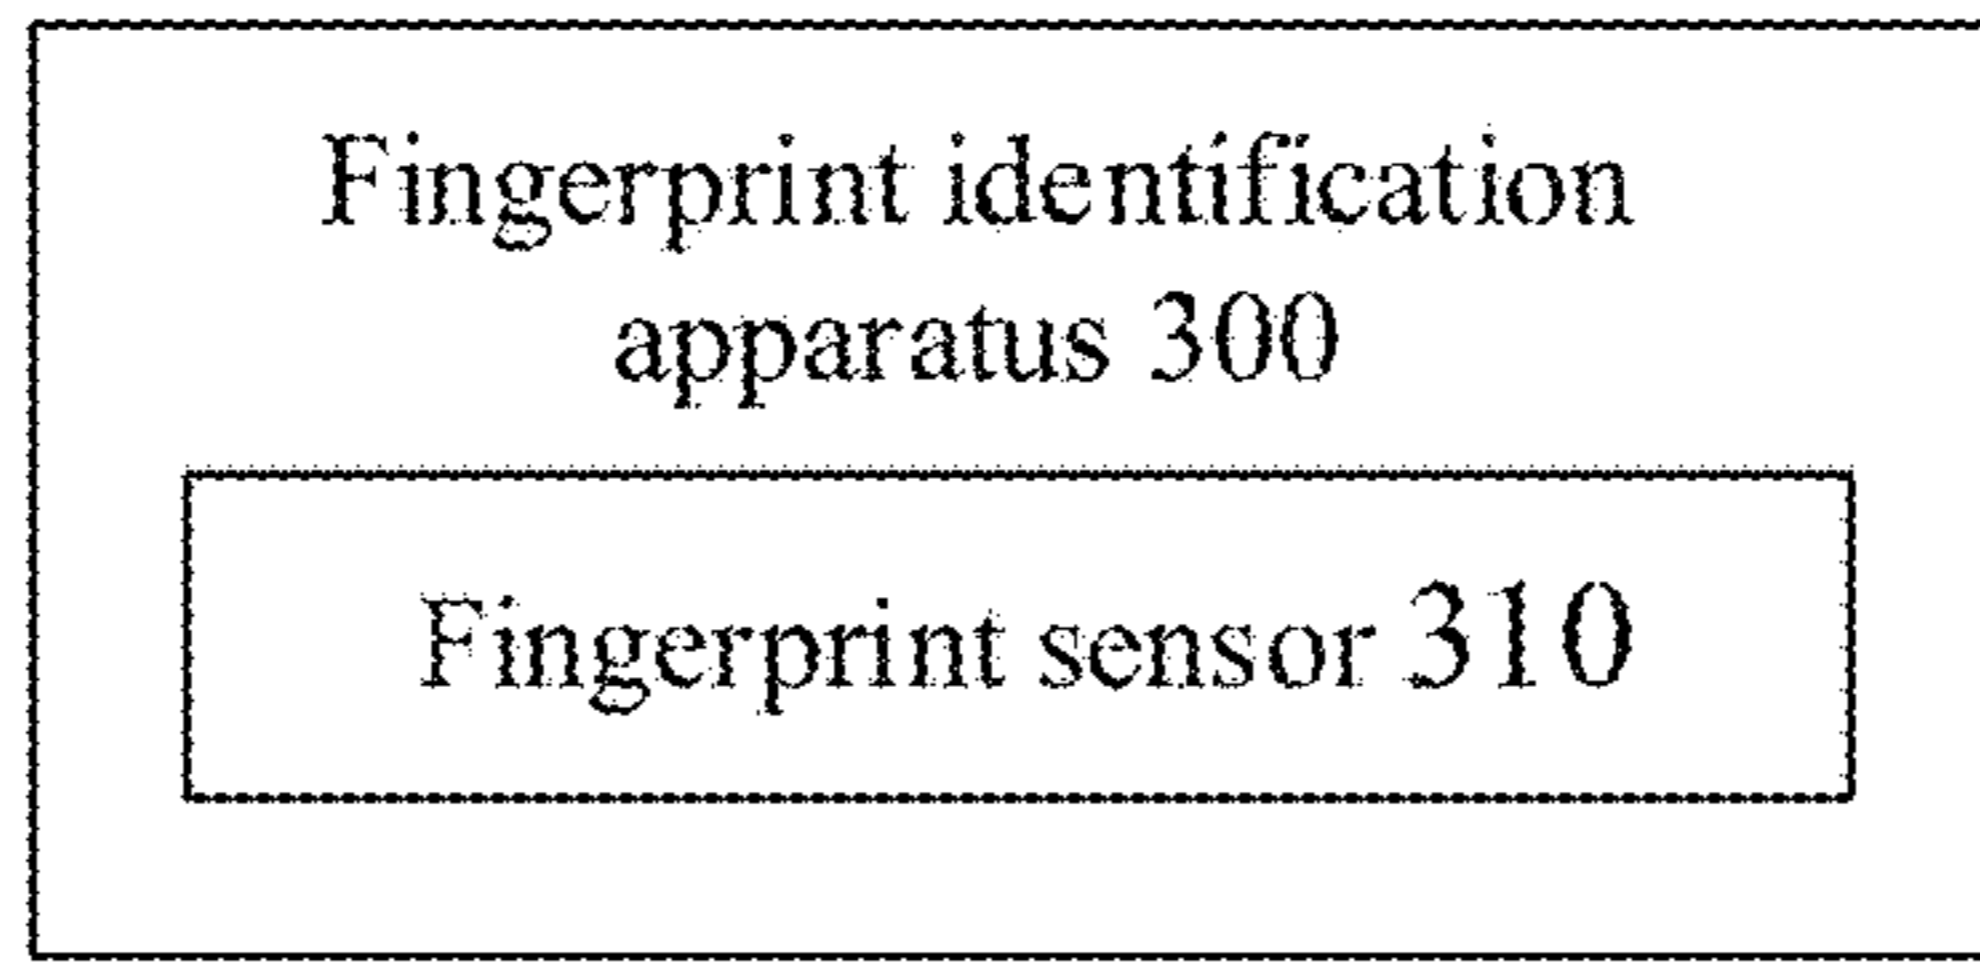 Fingerprint identification
apparatus 300
Fingerprint sensor 310